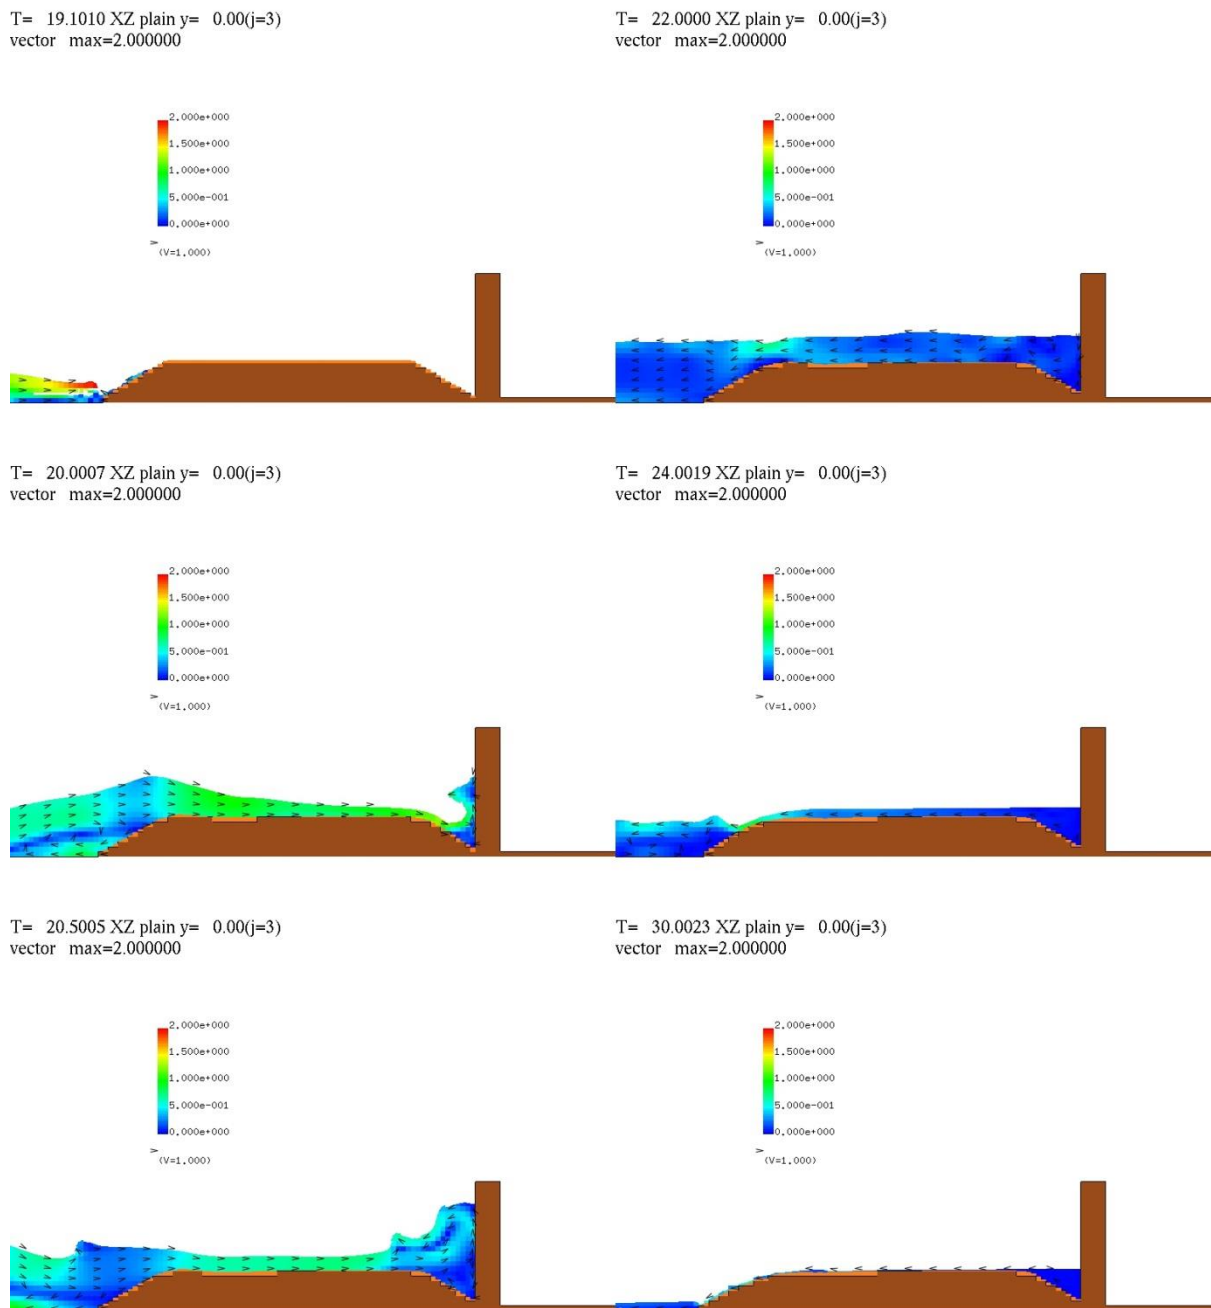 T= 19.1010 XZ plain y= 0.00(j=3)
vector max=2.000000
2.000e+000
1.500e+000
1.000e+000
5.000e-001
0.000e+000
(V=1.000)
T= 22.0000 XZ plain y= 0.00(j=3)
vector max=2.000000
2.000e+000
1.500e+000
1.000e+000
5.000e-001
0.000e+000
(V=1.000)
T= 20.0007 XZ plain y= 0.00(j=3)
vector max=2.000000
2.000e+000
1.500e+000
1.000e+000
5.000e-001
0.000e+000
(V=1.000)
T= 24.0019 XZ plain y= 0.00(j=3)
vector max=2.000000
2.000e+000
1.500e+000
1.000e+000
5.000e-001
0.000e+000
(V=1.000)
T= 20.5005 XZ plain y= 0.00(j=3)
vector max=2.000000
2.000e+000
1.500e+000
1.000e+000
5.000e-001
0.000e+000
(V=1.000)
T= 30.0023 XZ plain y= 0.00(j=3)
vector max=2.000000
2.000e+000
1.500e+000
1.000e+000
5.000e-001
0.000e+000
(V=1.000)